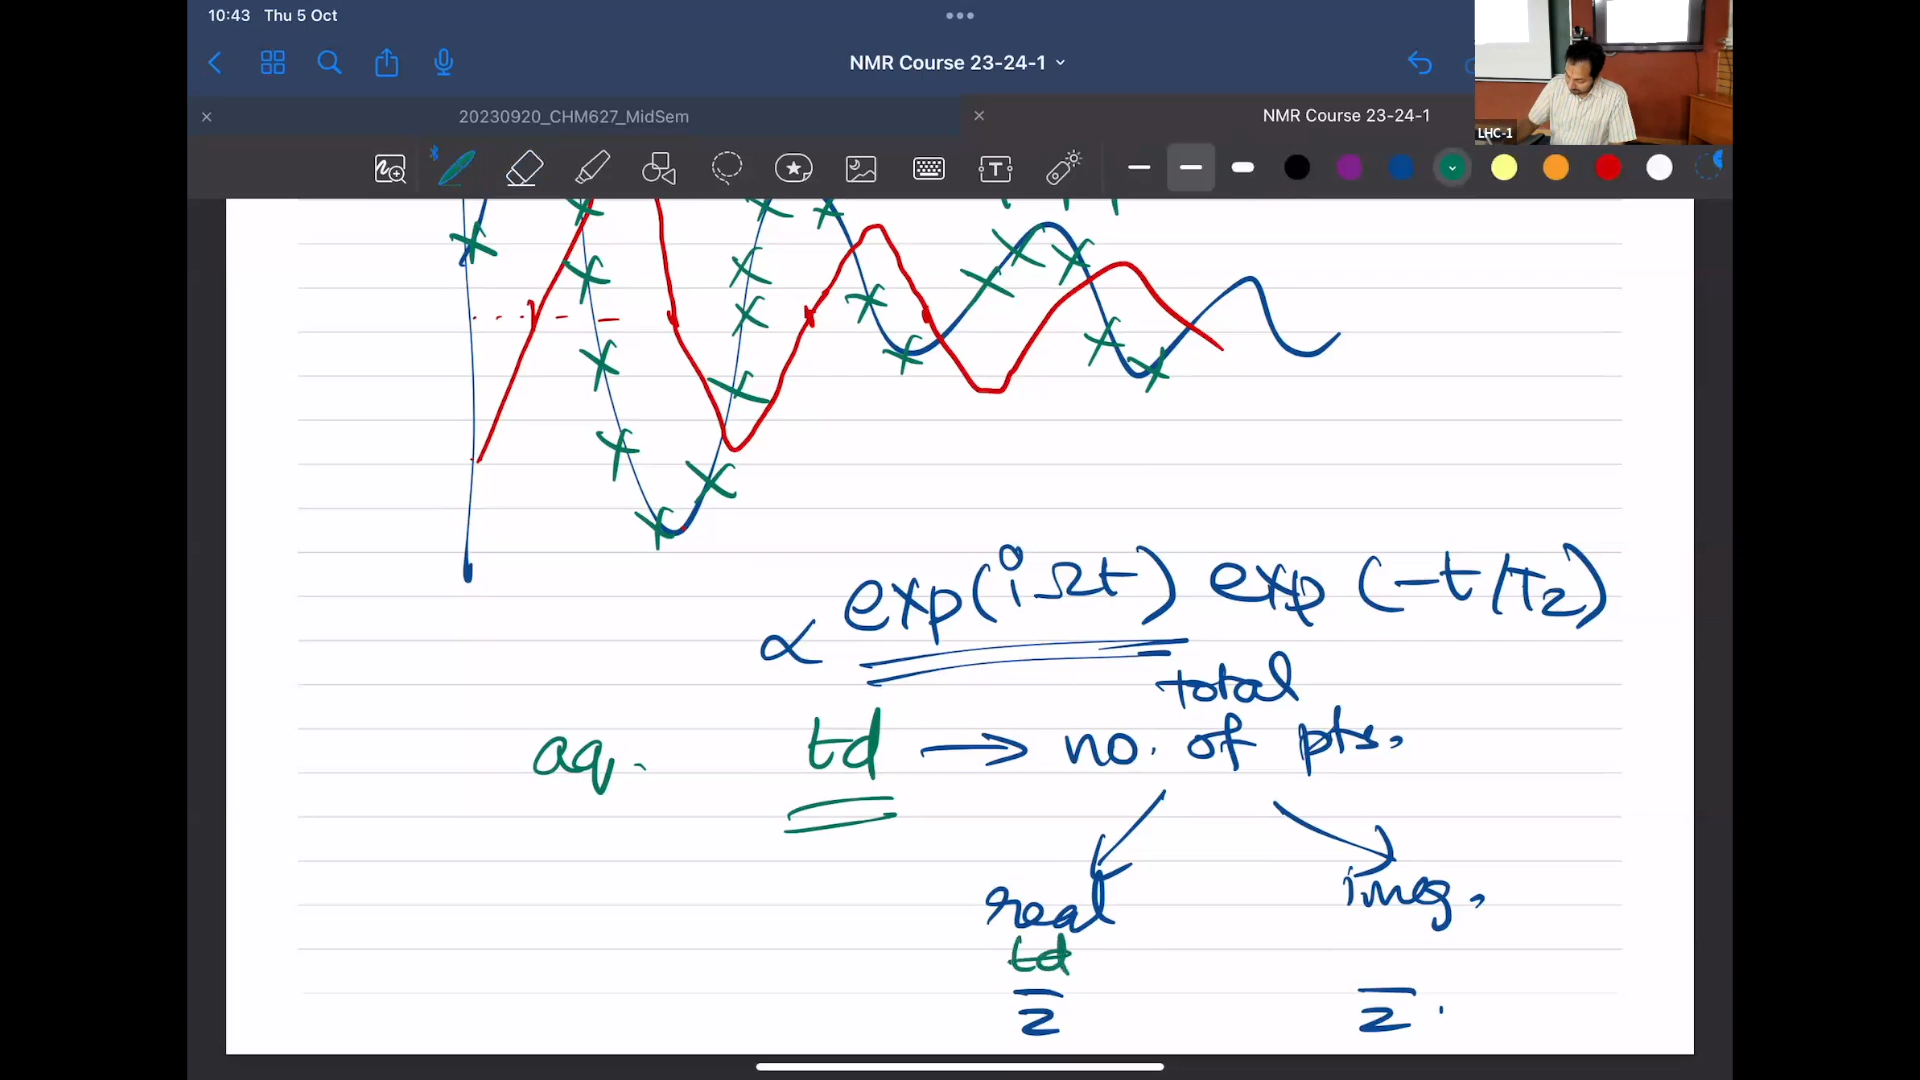 10:43 Thu 5 Oct
NMR Course 23-24-1
20230920_CHM627_MidSem
NMR Course 23-24-1
LHC-1
∝ exp(iΩt) exp(-t/T2)
total
aq. td → no. of pts.
real imag.
td
2 2